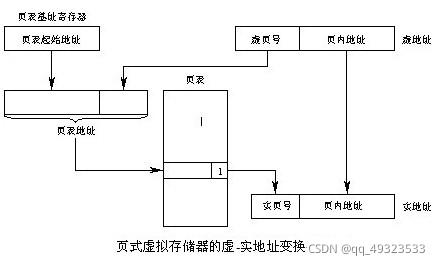 页表基址寄存器
页表起始地址
虚页号 页内地址 虚地址
页表
页表地址
1
实页号 页内地址 实地址
页式虚拟存储器的虚-实地址变换
CSDN @qq_49323533